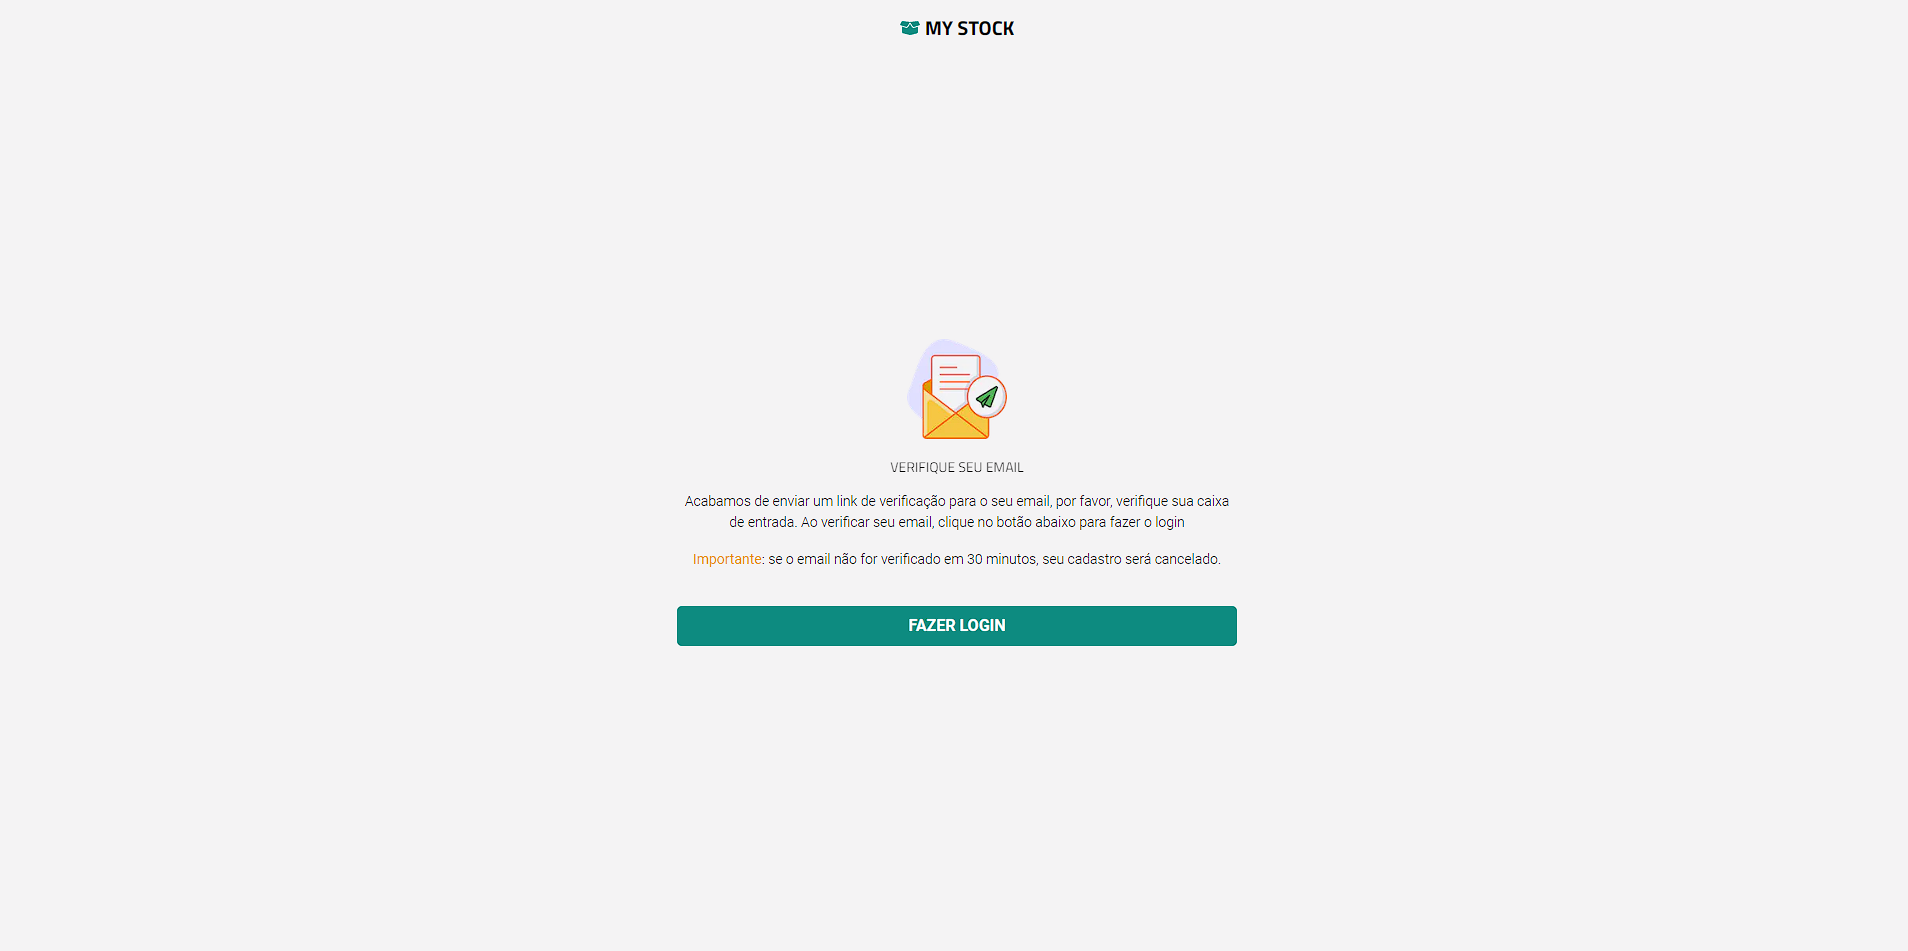 MY STOCK
VERIFIQUE SEU EMAIL
Acabamos de enviar um link de verificação para o seu email, por favor, verifique sua caixa
de entrada. Ao verificar seu email, clique no botão abaixo para fazer o login
Importante: se o email não for verificado em 30 minutos, seu cadastro será cancelado.
FAZER LOGIN